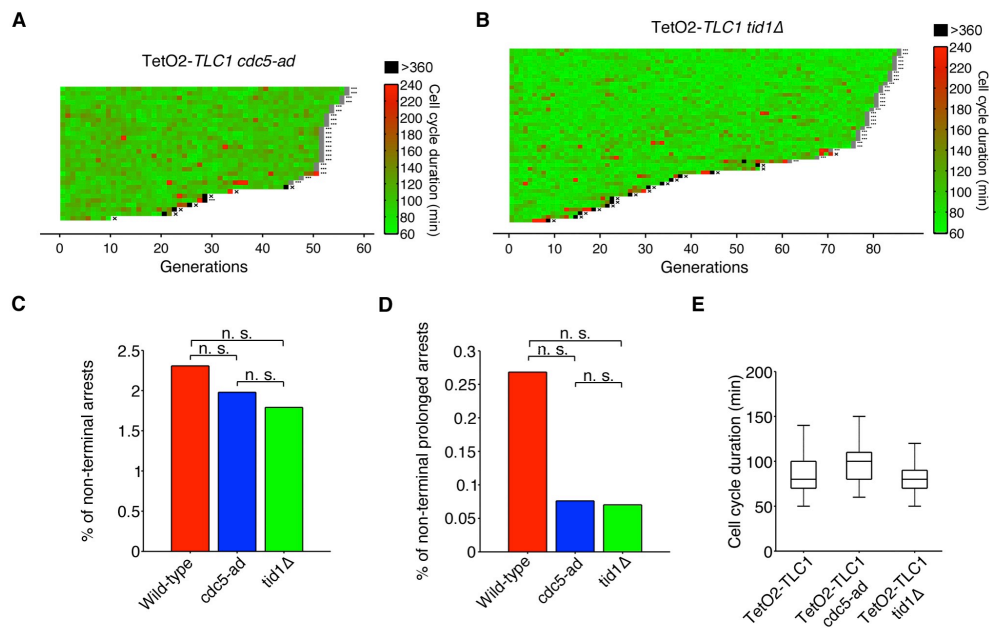 A
TetO2-TLC1 cdc5-ad
>360
240
220
200
180
160
140
120
100
80
60
Cell cycle duration (min)
0 10 20 30 40 50 60
Generations
B
TetO2-TLC1 tid1Δ
>360
240
220
200
180
160
140
120
100
80
60
Cell cycle duration (min)
0 10 20 30 40 50 60 70 80
Generations
C
n. s.
n. s.
n. s.
2.5
2
1.5
1
0.5
0
% of non-terminal arrests
Wild-type
cdc5-ad
tid1Δ
D
n. s.
n. s.
n. s.
0.3
0.25
0.2
0.15
0.1
0.05
0
% of non-terminal prolonged arrests
Wild-type
cdc5-ad
tid1Δ
E
200
150
100
50
0
Cell cycle duration (min)
TetO2-TLC1
TetO2-TLC1
cdc5-ad
TetO2-TLC1
tid1Δ